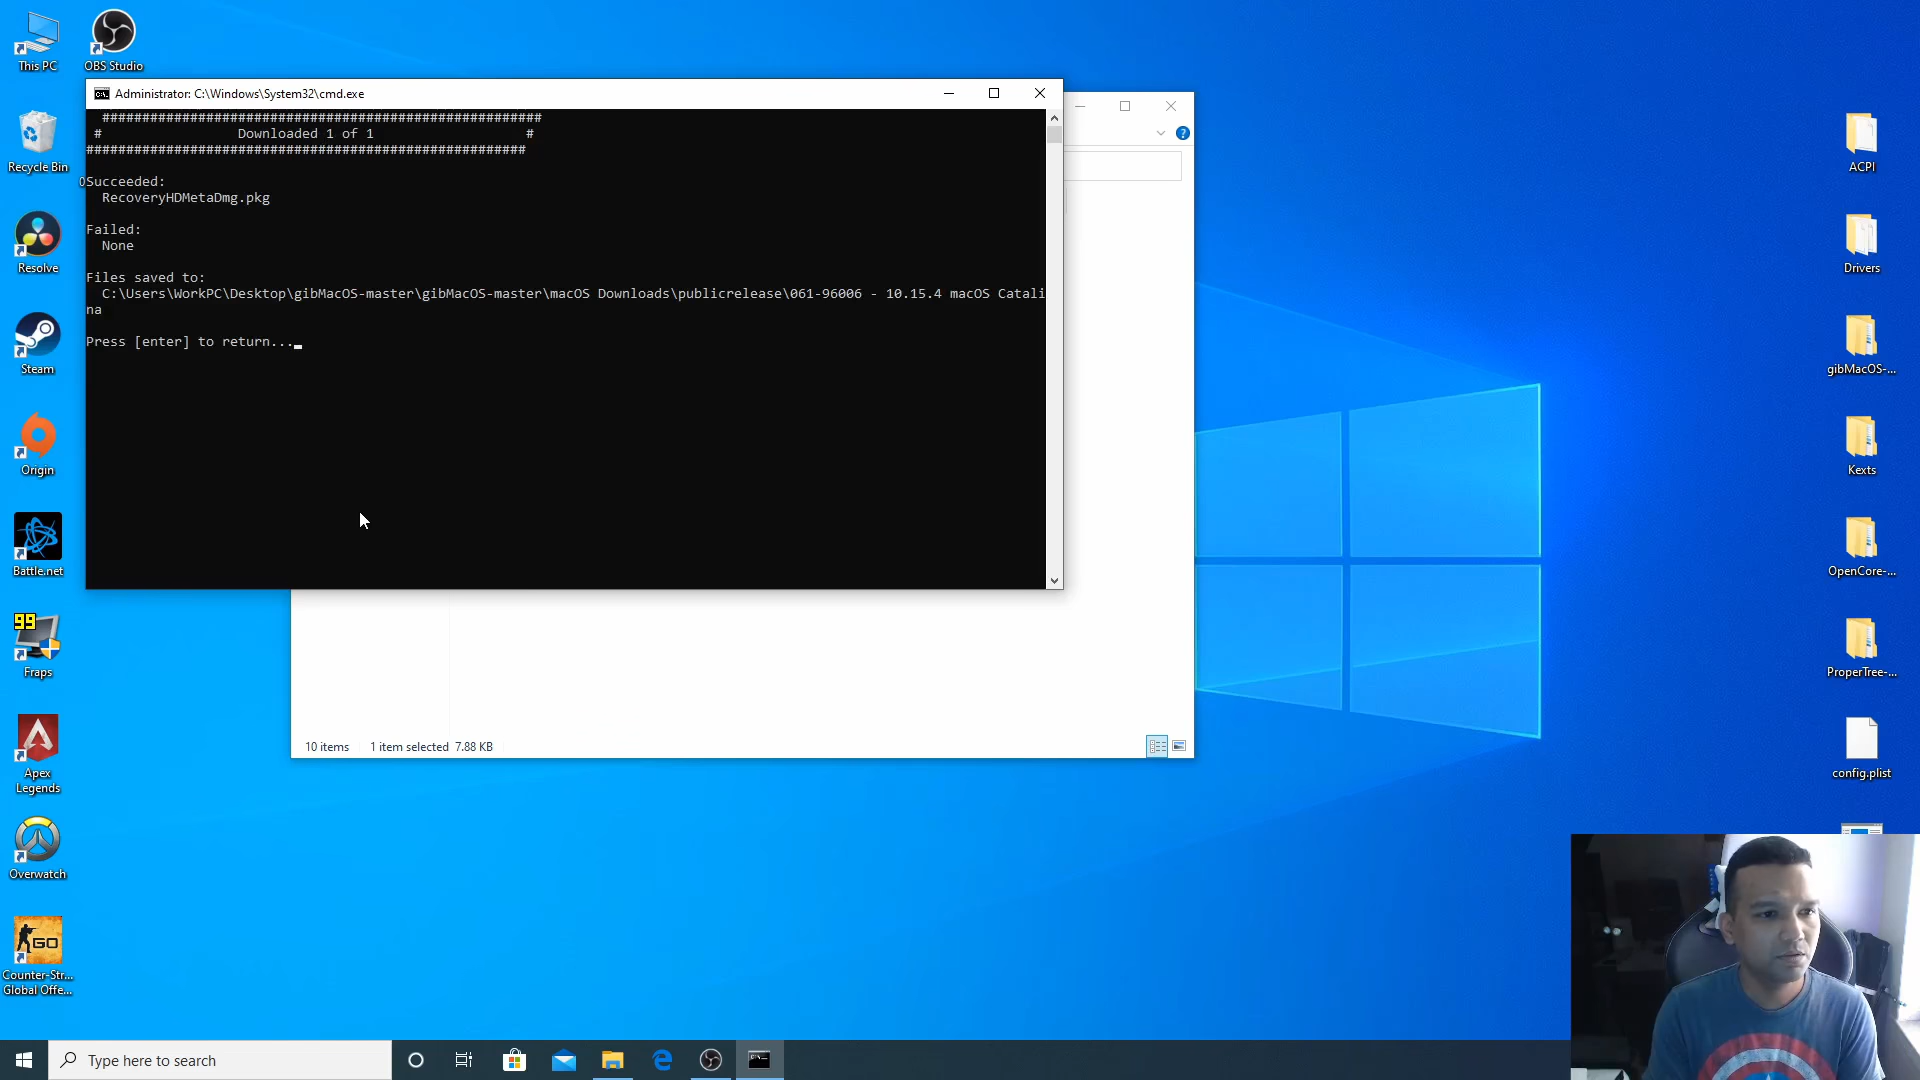 This PC
OBS Studio
Recycle Bin
Resolve
Steam
Origin
Battle.net
99
Fraps
Apex
Legends
Overwatch
GO
Counter-Str...
Global Offe...
Administrator: C:\Windows\System32\cmd.exe
#######################################################
# Downloaded 1 of 1 #
#######################################################
0Succeeded:
RecoveryHDMetaDmg.pkg
Failed:
None
Files saved to:
C:\Users\WorkPC\Desktop\gibMacOS-master\gibMacOS-master\macOS Downloads\publicrelease\061-96006 - 10.15.4 macOS Catali
na
Press [enter] to return..._
10 items 1 item selected 7.88 KB
ACPI
Drivers
gibMacOS-...
Kexts
OpenCore-...
ProperTree-...
config.plist
Type here to search